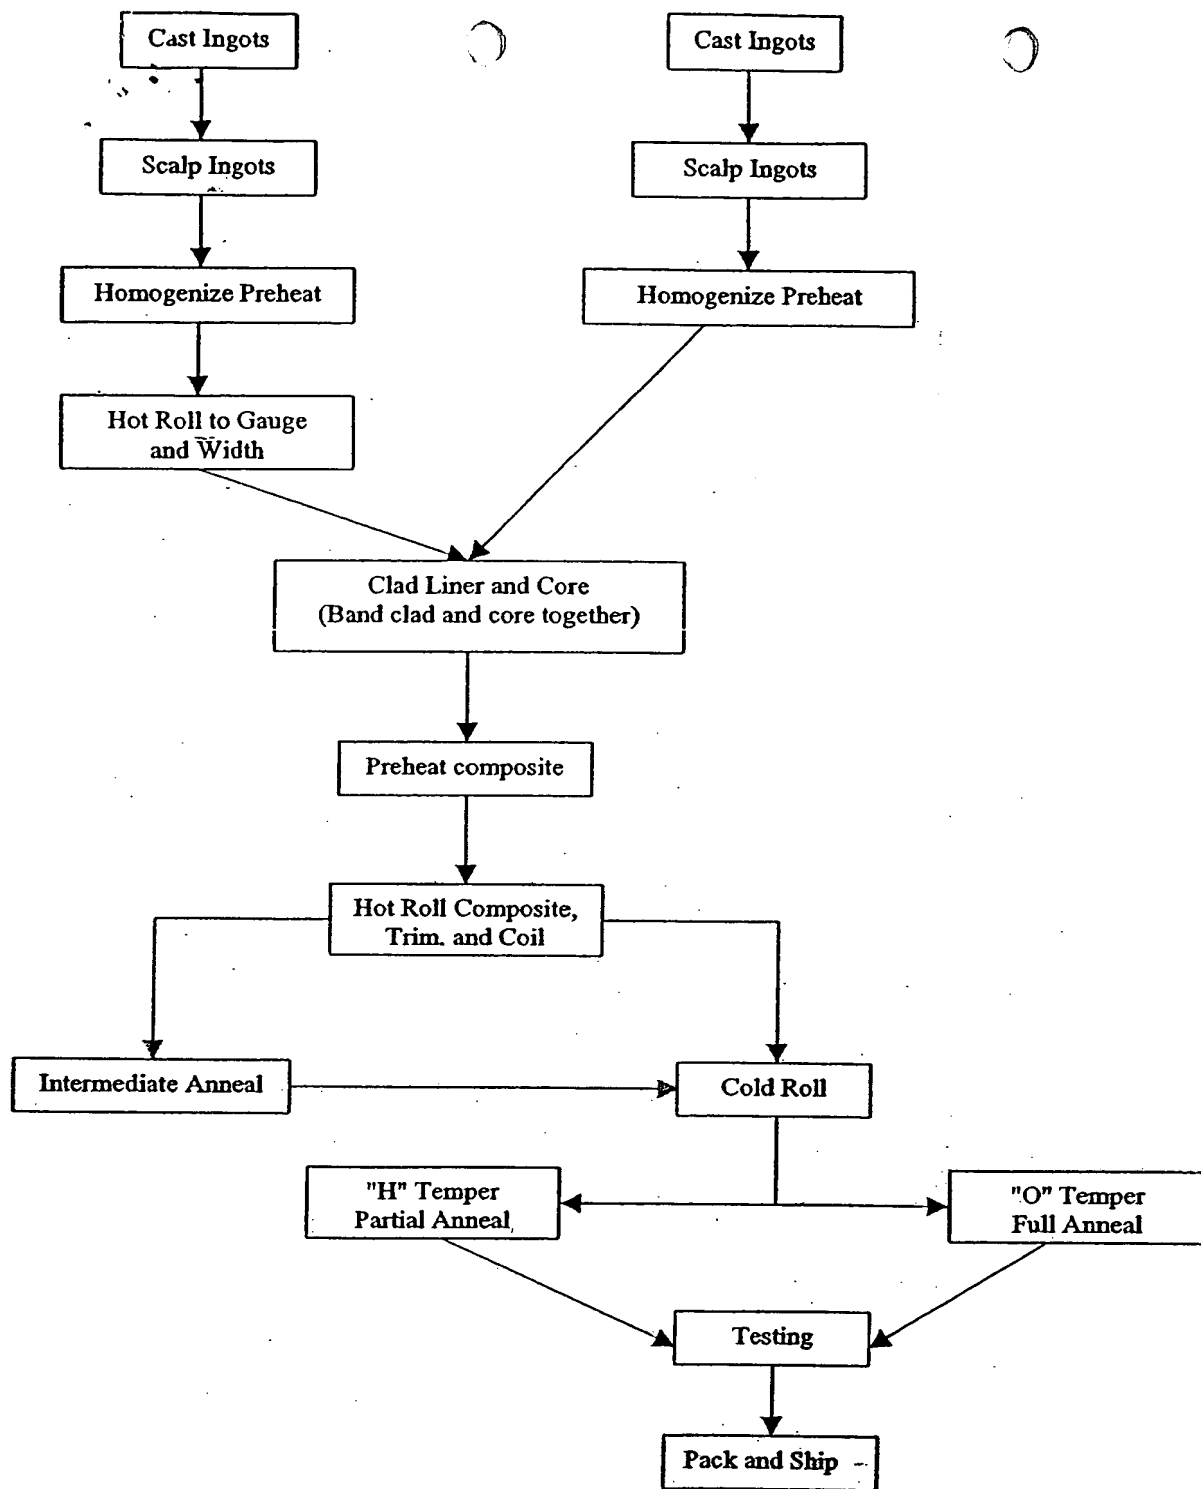 Cast Ingots
Cast Ingots
Scalp Ingots
Scalp Ingots
Homogenize Preheat
Homogenize Preheat
Hot Roll to Gauge
and Width
Clad Liner and Core
(Band clad and core together)
Preheat composite
Hot Roll Composite,
Trim, and Coil
Intermediate Anneal
Cold Roll
"H" Temper
Partial Anneal
"O" Temper
Full Anneal
Testing
Pack and Ship